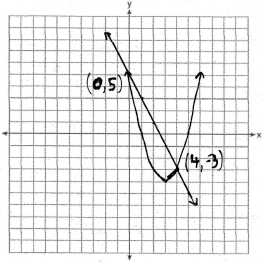 y
(0,5)
x
(4,-3)